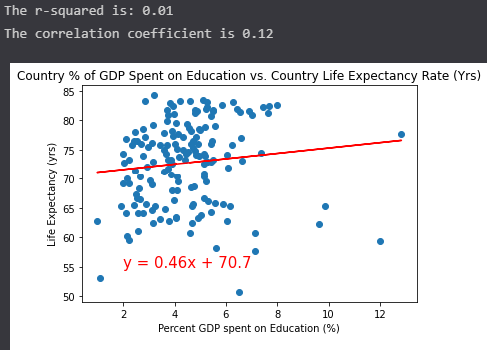 The r-squared is: 0.01
The correlation coefficient is 0.12
Country % of GDP Spent on Education vs. Country Life Expectancy Rate (Yrs)
85
80
75
70
65
60
55
50
Life Expectancy (yrs)
y = 0.46x + 70.7
2 4 6 8 10 12
Percent GDP spent on Education (%)